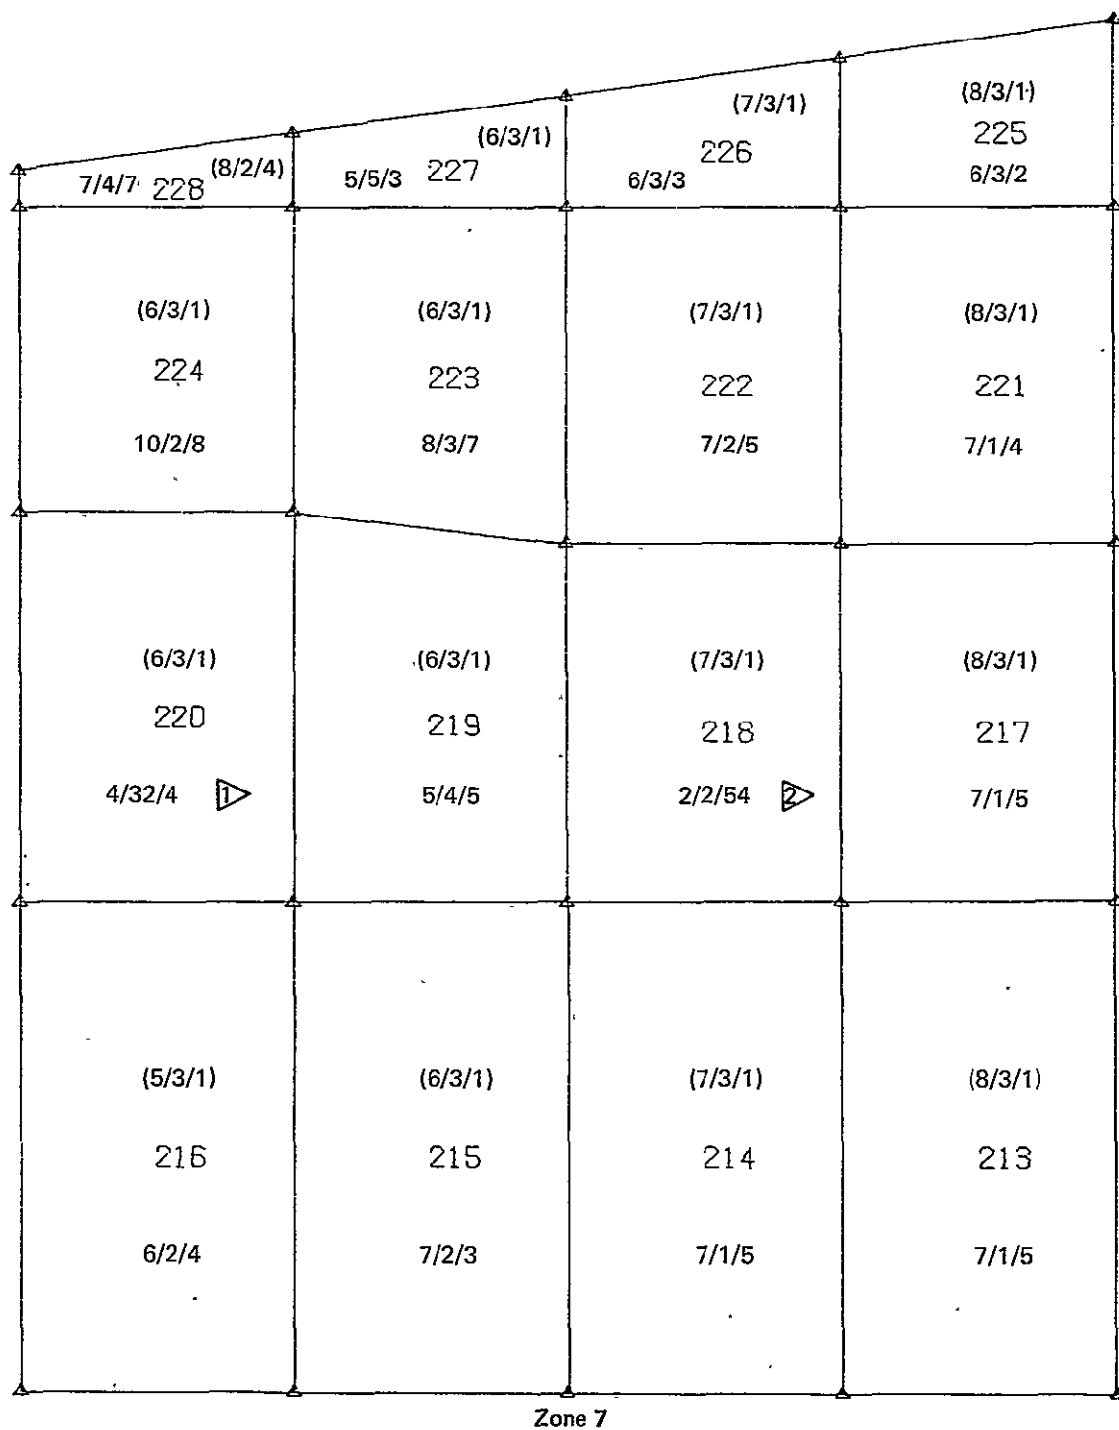 (8/3/1)
(7/3/1)
225
(6/3/1)
226
(8/2/4)
227
6/3/2
7/4/7 228
5/5/3
6/3/3
(6/3/1) (6/3/1) (7/3/1) (8/3/1)
224 223 222 221
10/2/8 8/3/7 7/2/5 7/1/4
(6/3/1) (6/3/1) (7/3/1) (8/3/1)
220 219 218 217
4/32/4 1 5/4/5 2/2/54 2 7/1/5
(5/3/1) (6/3/1) (7/3/1) (8/3/1)
216 215 214 213
6/2/4 7/2/3 7/1/5 7/1/5
Zone 7